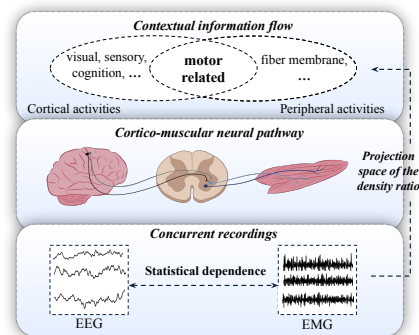 Contextual information flow
visual, sensory,
cognition, ...
motor
related
fiber membrane,
...
Cortical activities
Peripheral activities
Cortico-muscular neural pathway
Projection
space of the
density ratio
Concurrent recordings
Statistical dependence
EEG
EMG